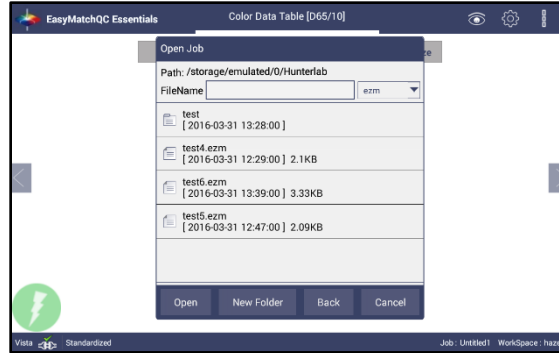 EasyMatchQC Essentials
Color Data Table [D65/10]
Open Job
Path: /storage/emulated/0/Hunterlab
FileName
ezm
test
[ 2016-03-31 13:28:00 ]
test4.ezm
[ 2016-03-31 12:29:00 ] 2.1KB
test6.ezm
[ 2016-03-31 13:39:00 ] 3.33KB
test5.ezm
[ 2016-03-31 12:47:00 ] 2.09KB
Open New Folder Back Cancel
Vista Standardized Job : Untitled1 WorkSpace :